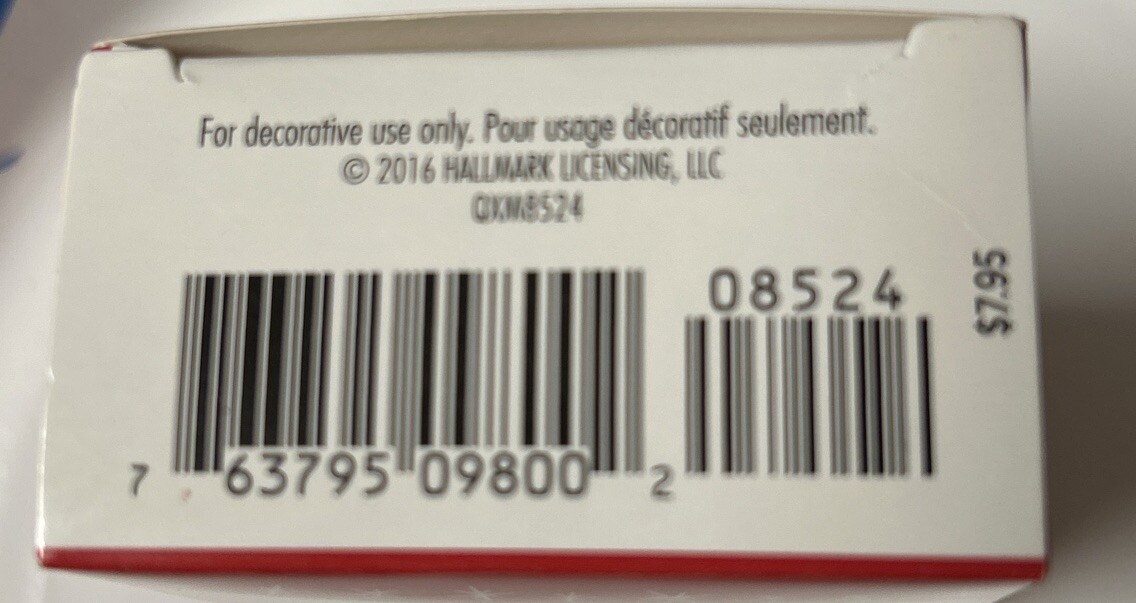 For decorative use only. Pour usage décoratif seulement.
© 2016 HALLMARK LICENSING, LLC
QXM8524
08524
$7.95
7 63795 09800 2